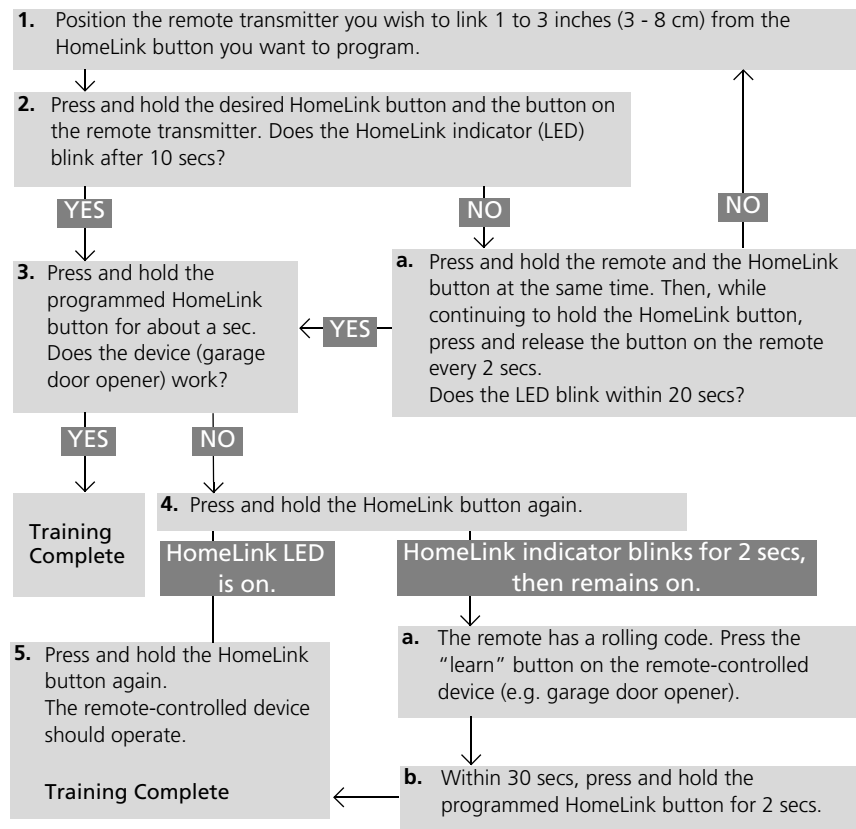 1. Position the remote transmitter you wish to link 1 to 3 inches (3 - 8 cm) from the
HomeLink button you want to program.
2. Press and hold the desired HomeLink button and the button on
the remote transmitter. Does the HomeLink indicator (LED)
blink after 10 secs?
YES
NO
NO
3. Press and hold the
programmed HomeLink
button for about a sec.
Does the device (garage
door opener) work?
YES
a. Press and hold the remote and the HomeLink
button at the same time. Then, while
continuing to hold the HomeLink button,
press and release the button on the remote
every 2 secs.
Does the LED blink within 20 secs?
YES
NO
Training
Complete
4. Press and hold the HomeLink button again.
HomeLink LED
is on.
HomeLink indicator blinks for 2 secs,
then remains on.
5. Press and hold the HomeLink
button again.
The remote-controlled device
should operate.
Training Complete
a. The remote has a rolling code. Press the
“learn” button on the remote-controlled
device (e.g. garage door opener).
b. Within 30 secs, press and hold the
programmed HomeLink button for 2 secs.